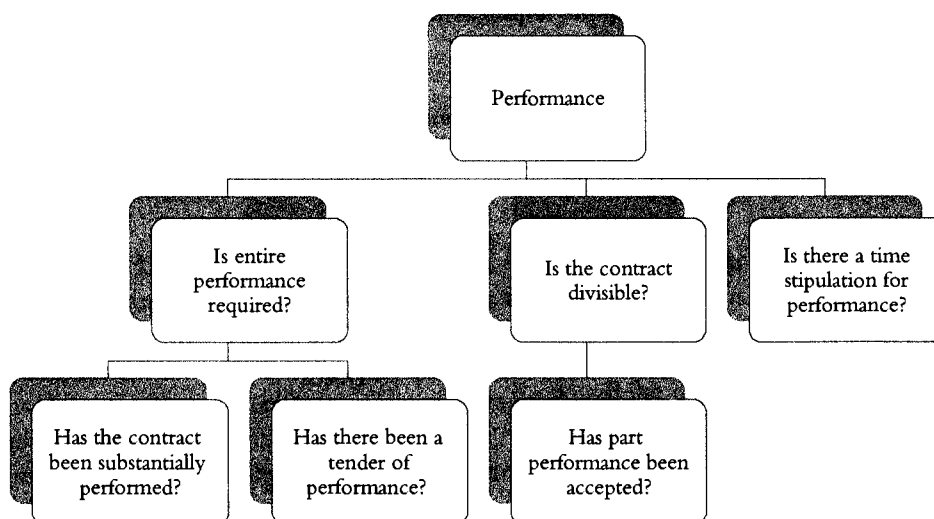 Performance
Is entire
performance
required?
Is the contract
divisible?
Is there a time
stipulation for
performance?
Has the contract
been substantially
performed?
Has there been a
tender of
performance?
Has part
performance been
accepted?